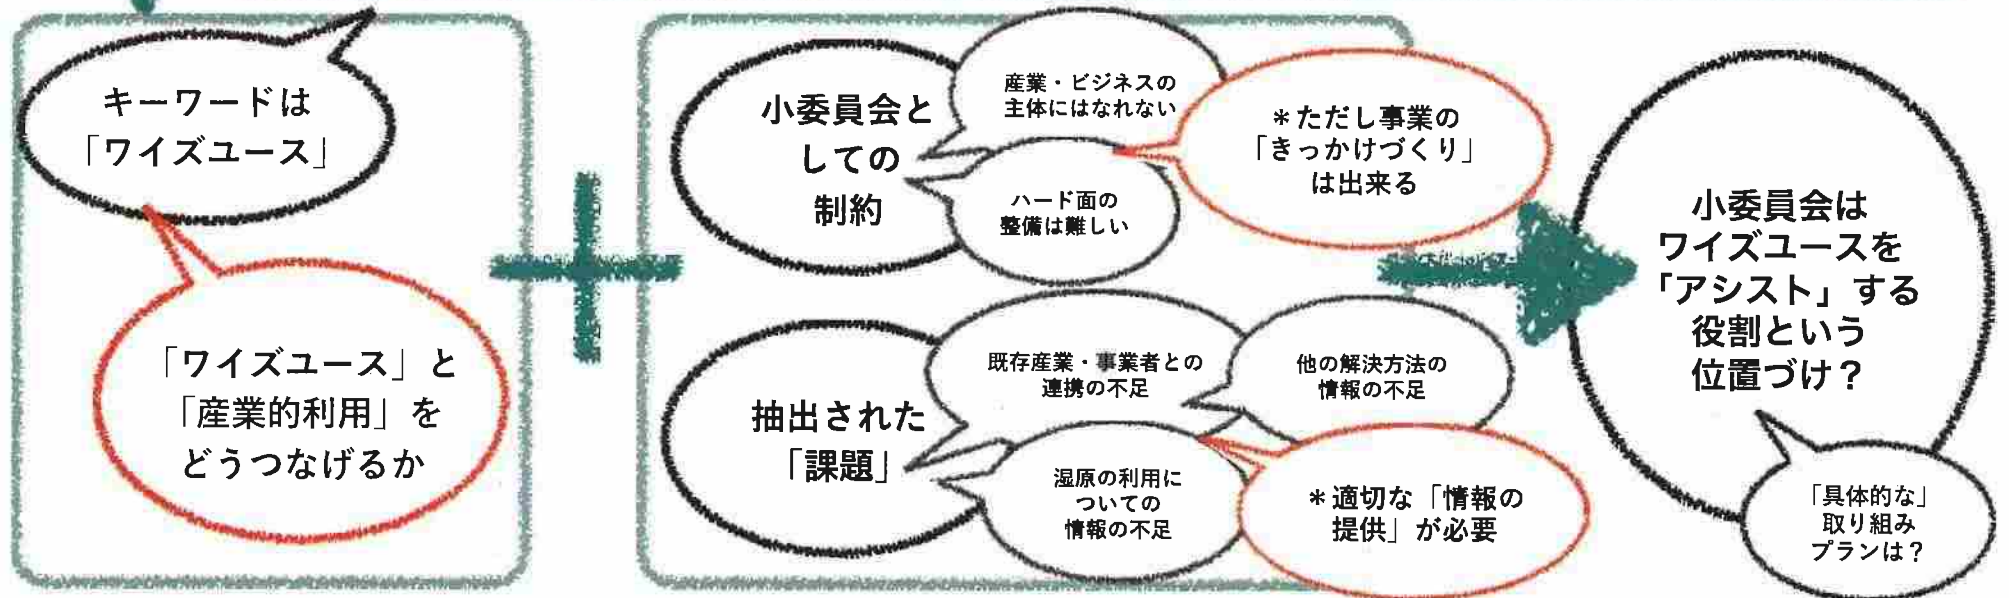 キーワードは
「ワイズユース」
「ワイズユース」と
「産業的利用」を
どうつなげるか
小委員会と
しての
制約
産業・ビジネスの
主体にはなれない
ハード面の
整備は難しい
＊ただし事業の
「きっかけづくり」
は出来る
抽出された
「課題」
既存産業・事業者との
連携の不足
他の解決方法の
情報の不足
湿原の利用に
ついての
情報の不足
＊適切な「情報の
提供」が必要
小委員会は
ワイズユースを
「アシスト」する
役割という
位置づけ？
「具体的な」
取り組み
プランは？